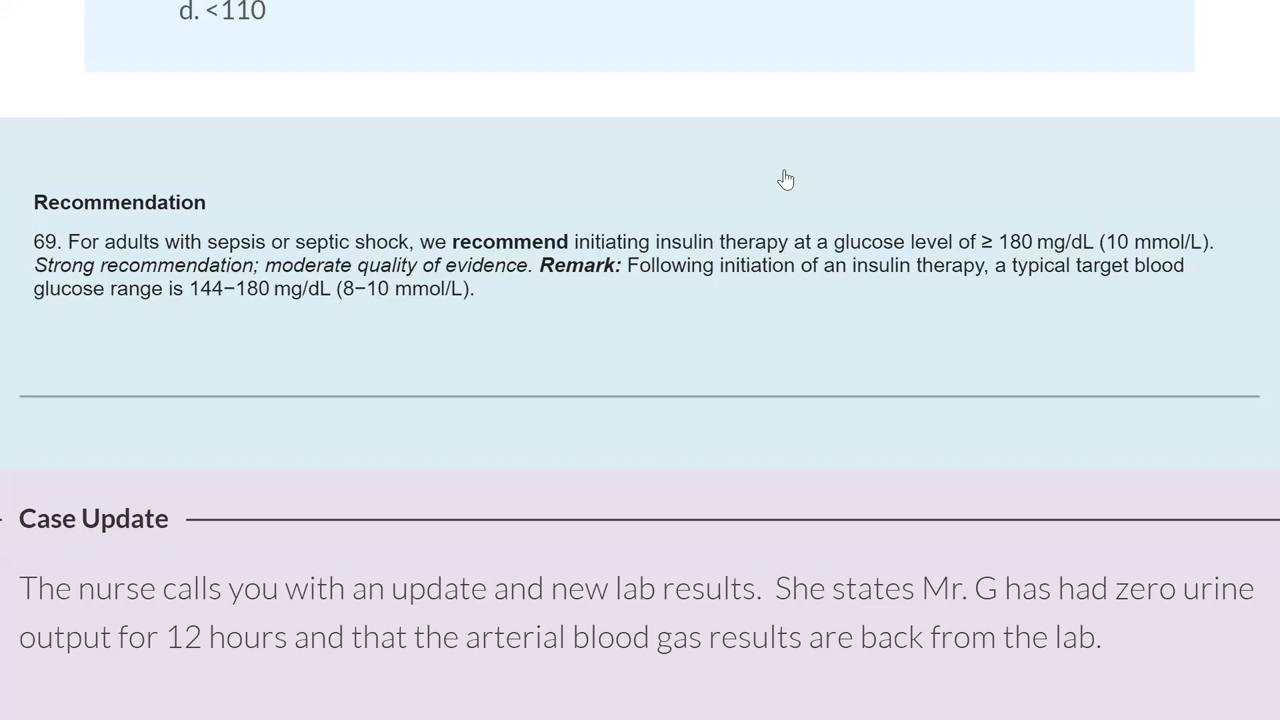 d. <110
Recommendation
69. For adults with sepsis or septic shock, we recommend initiating insulin therapy at a glucose level of ≥ 180 mg/dL (10 mmol/L).
Strong recommendation; moderate quality of evidence. Remark: Following initiation of an insulin therapy, a typical target blood
glucose range is 144−180 mg/dL (8−10 mmol/L).
Case Update
The nurse calls you with an update and new lab results.  She states Mr. G has had zero urine
output for 12 hours and that the arterial blood gas results are back from the lab.